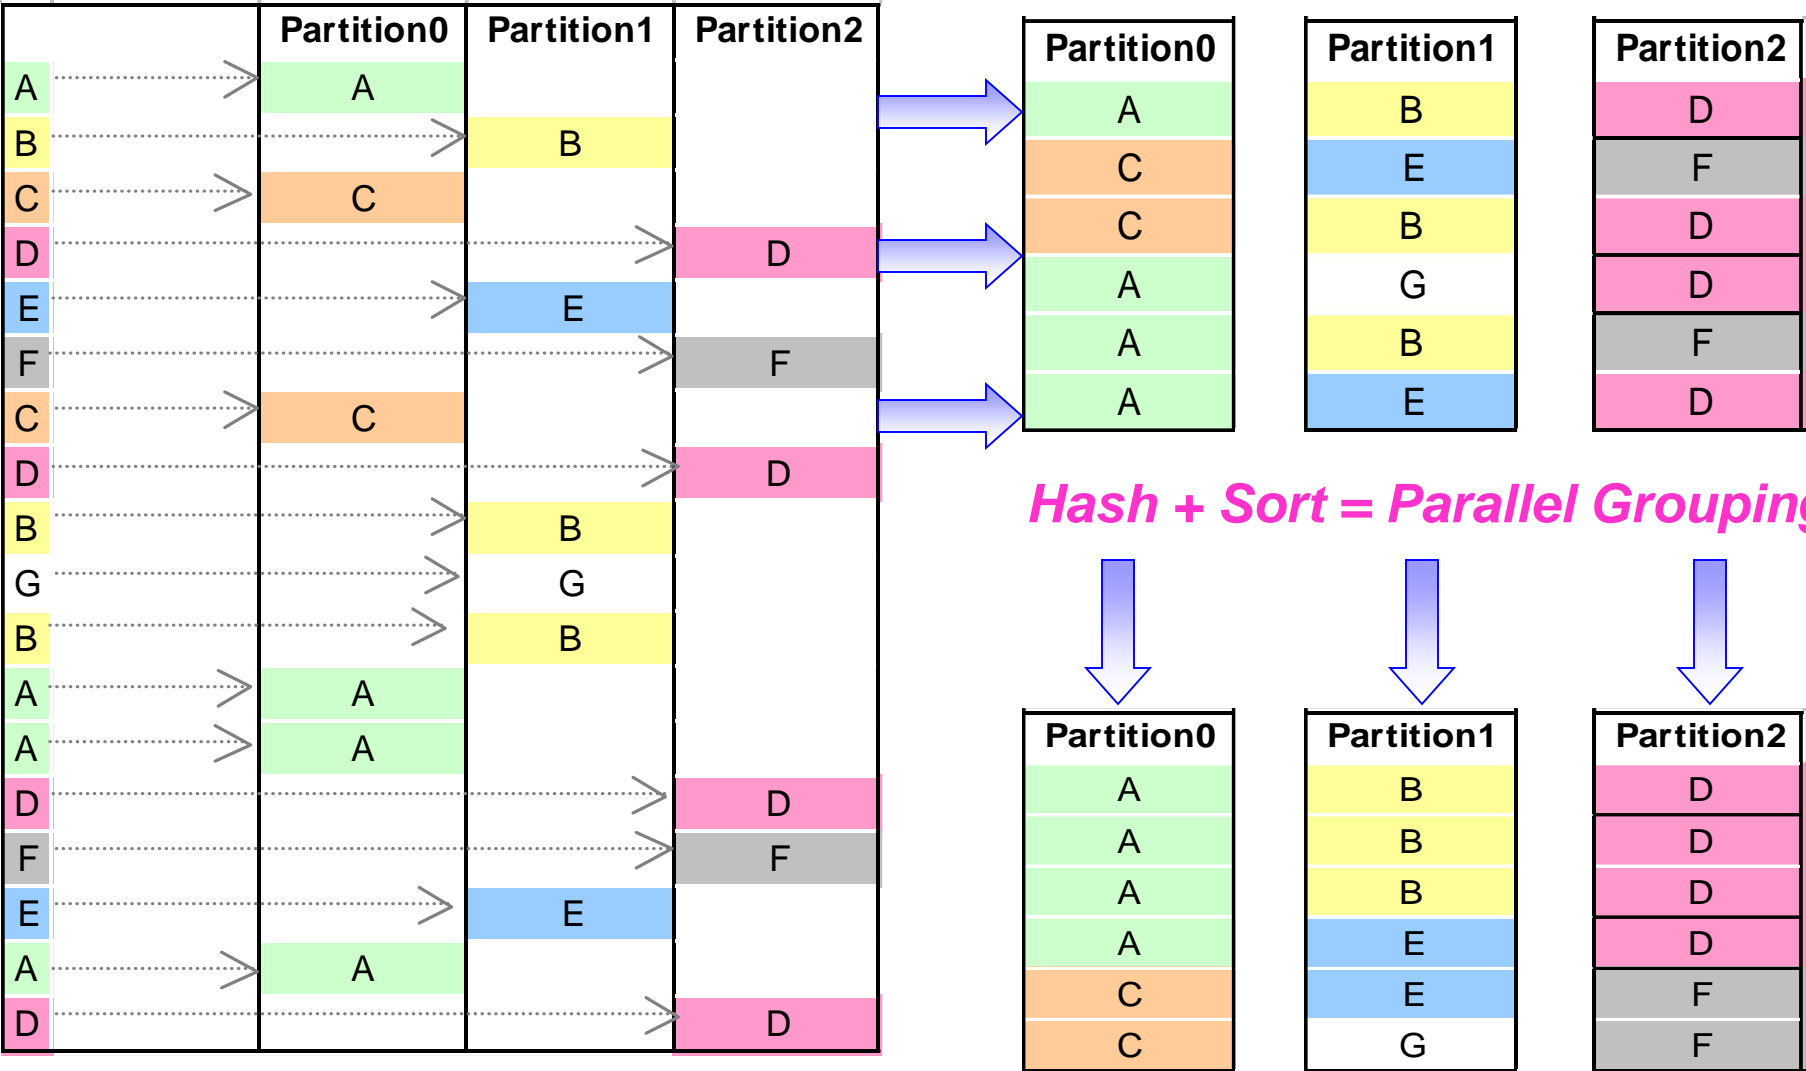 Partition0 Partition1 Partition2
A A
B B
C C
D D
E E
F F
C C
D D
B B
G G
B B
A A
A A
D D
F F
E E
A A
D D
Partition0 Partition1 Partition2
A B D
C E F
C B D
A G D
A B F
A E D
Hash + Sort = Parallel Grouping
Partition0 Partition1 Partition2
A B D
A B D
A B D
A E D
C E F
C G F